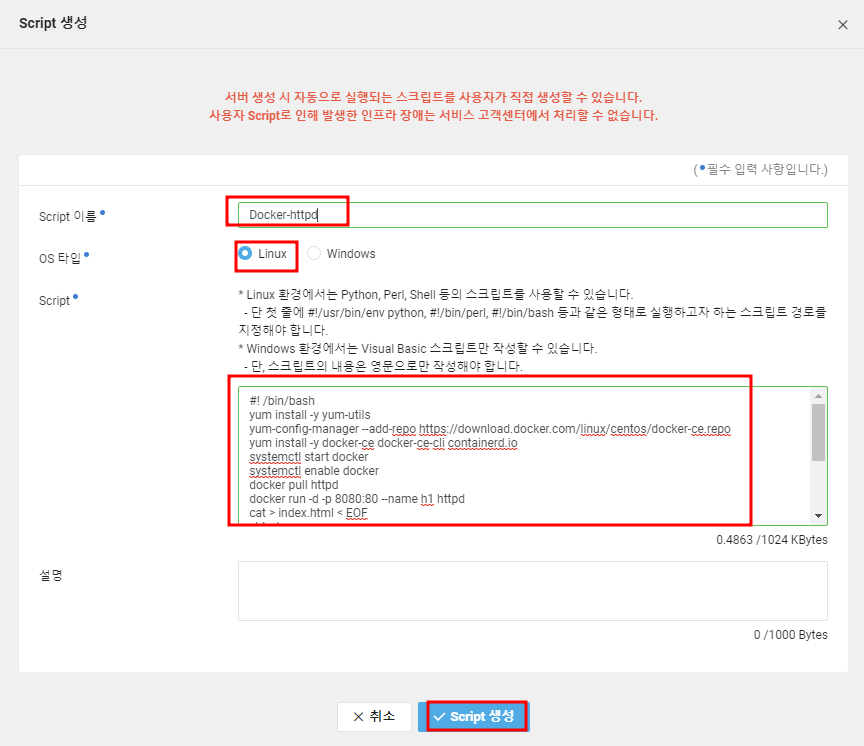 Script 생성
서버 생성 시 자동으로 실행되는 스크립트를 사용자가 직접 생성할 수 있습니다.
사용자 Script로 인해 발생한 인프라 장애는 서비스 고객센터에서 처리할 수 없습니다.
( •필수 입력 사항입니다.)
Script 이름•
Docker-httpd
OS 타입•
Linux
Windows
Script•
* Linux 환경에서는 Python, Perl, Shell 등의 스크립트를 사용할 수 있습니다.
- 단 첫 줄에 #!/usr/bin/env python, #!/bin/perl, #!/bin/bash 등과 같은 형태로 실행하고자 하는 스크립트 경로를
지정해야 합니다.
* Windows 환경에서는 Visual Basic 스크립트만 작성할 수 있습니다.
- 단, 스크립트의 내용은 영문으로만 작성해야 합니다.
#! /bin/bash
yum install -y yum-utils
yum-config-manager --add-repo https://download.docker.com/linux/centos/docker-ce.repo
yum install -y docker-ce docker-ce-cli containerd.io
systemctl start docker
systemctl enable docker
docker pull httpd
docker run -d -p 8080:80 --name h1 httpd
cat > index.html < EOF
0.4863 /1024 KBytes
설명
0 /1000 Bytes
취소
Script 생성